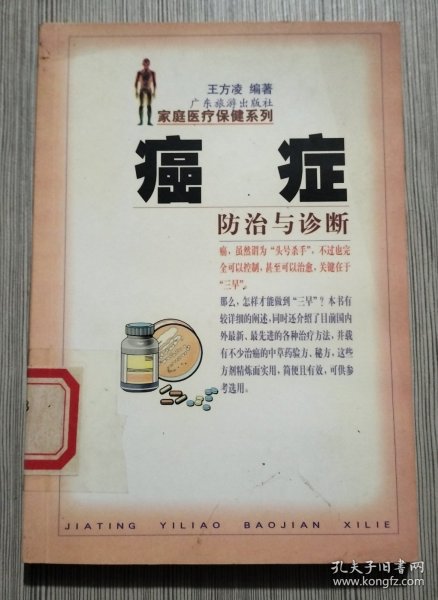 王方凌 编著
广东旅游出版社
家庭医疗保健系列
癌 症
防治与诊断
癌，虽然谓为“头号杀手”，不过也完
全可以控制，甚至可以治愈，关键在于
“三早”。
那么，怎样才能做到“三早”？本书有
较详细的阐述，同时还介绍了目前国内
外最新、最先进的各种治疗方法，并载
有不少治癌的中草药验方、秘方，这些
方剂精炼而实用，简便且有效，可供参
考选用。
JIATING YILIAO BAOJIAN XILIE
孔夫子旧书网
www.kongfz.com